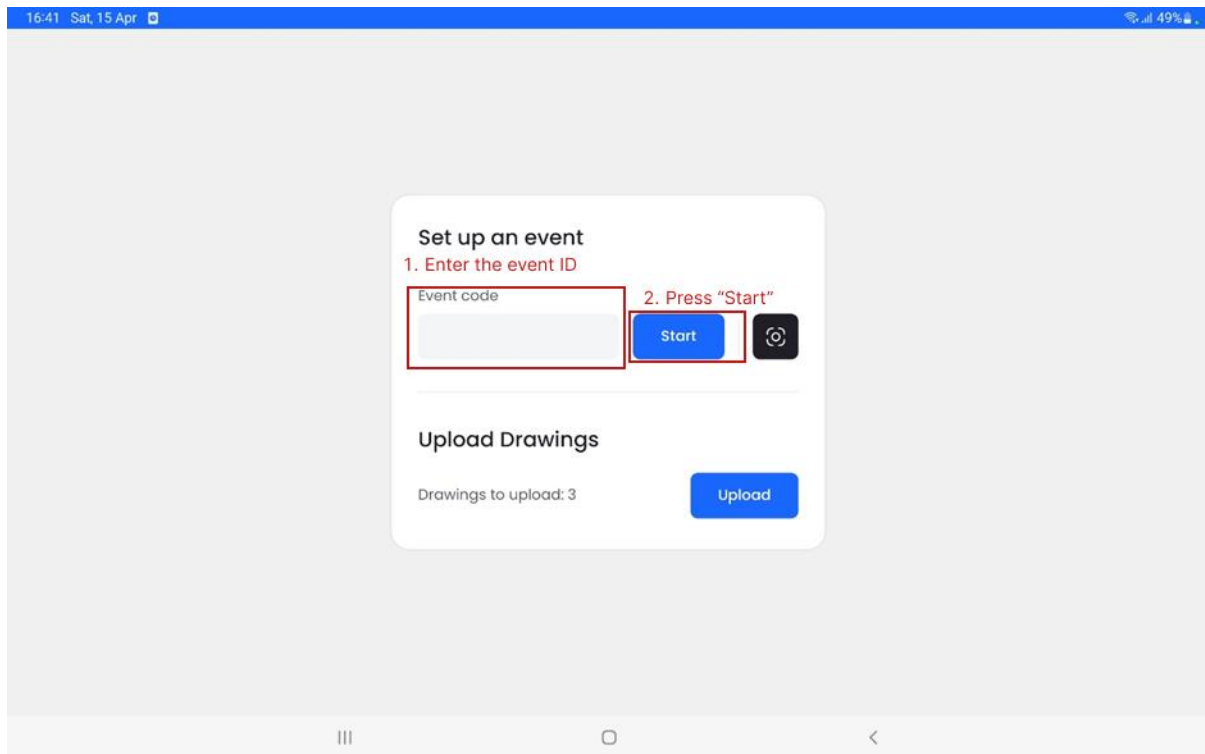 16:41 Sat, 15 Apr 49%
Set up an event
1. Enter the event ID
Event code
2. Press “Start”
Start
Upload Drawings
Drawings to upload: 3
Upload